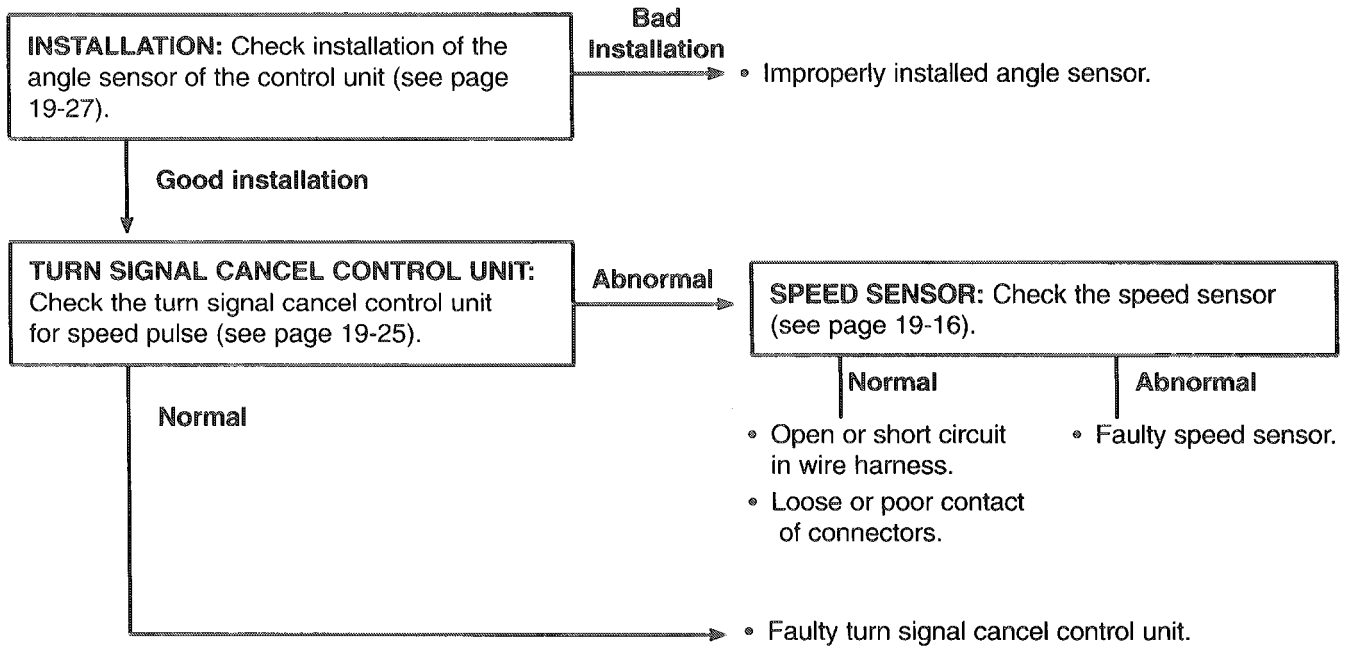 INSTALLATION: Check installation of the
angle sensor of the control unit (see page
19-27).
Bad
Installation
• Improperly installed angle sensor.
Good installation
TURN SIGNAL CANCEL CONTROL UNIT:
Check the turn signal cancel control unit
for speed pulse (see page 19-25).
Abnormal
SPEED SENSOR: Check the speed sensor
(see page 19-16).
Normal
• Open or short circuit
in wire harness.
• Loose or poor contact
of connectors.
Abnormal
• Faulty speed sensor.
Normal
• Faulty turn signal cancel control unit.